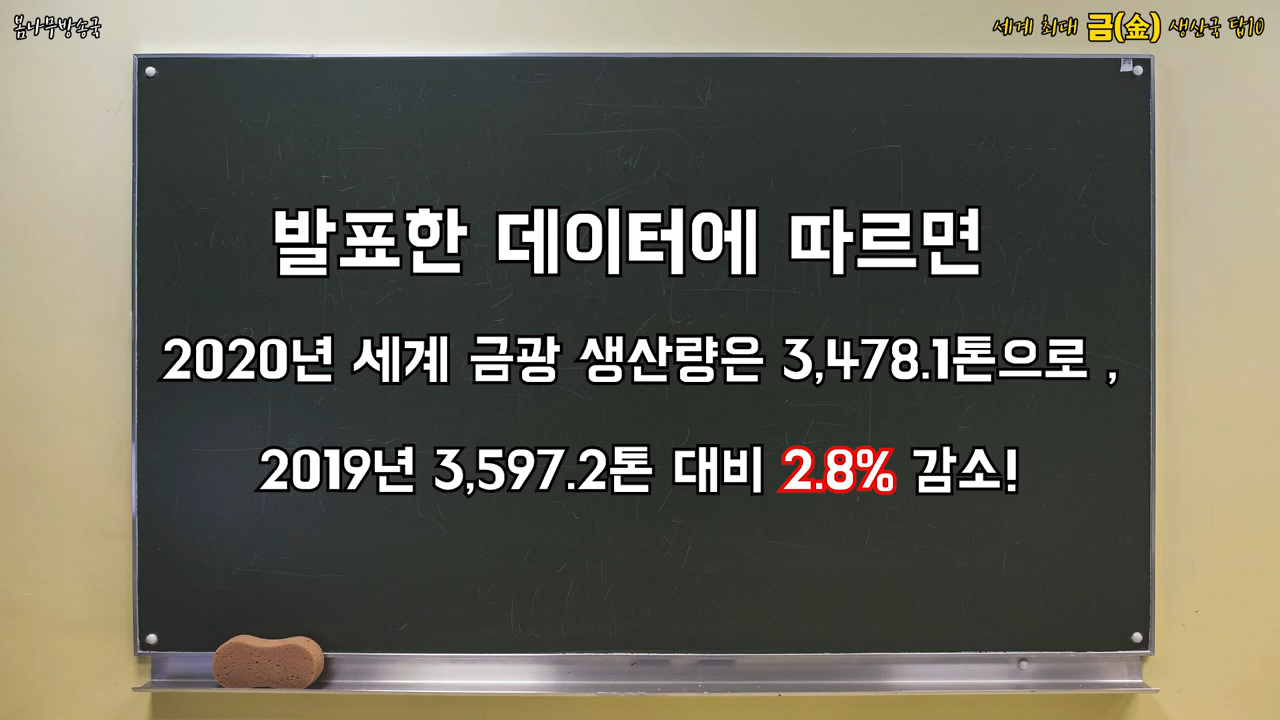 봄나무방송국
세계 최대 금(金) 생산국 탑10
발표한 데이터에 따르면
2020년 세계 금광 생산량은 3,478.1톤으로 ,
2019년 3,597.2톤 대비 2.8% 감소!